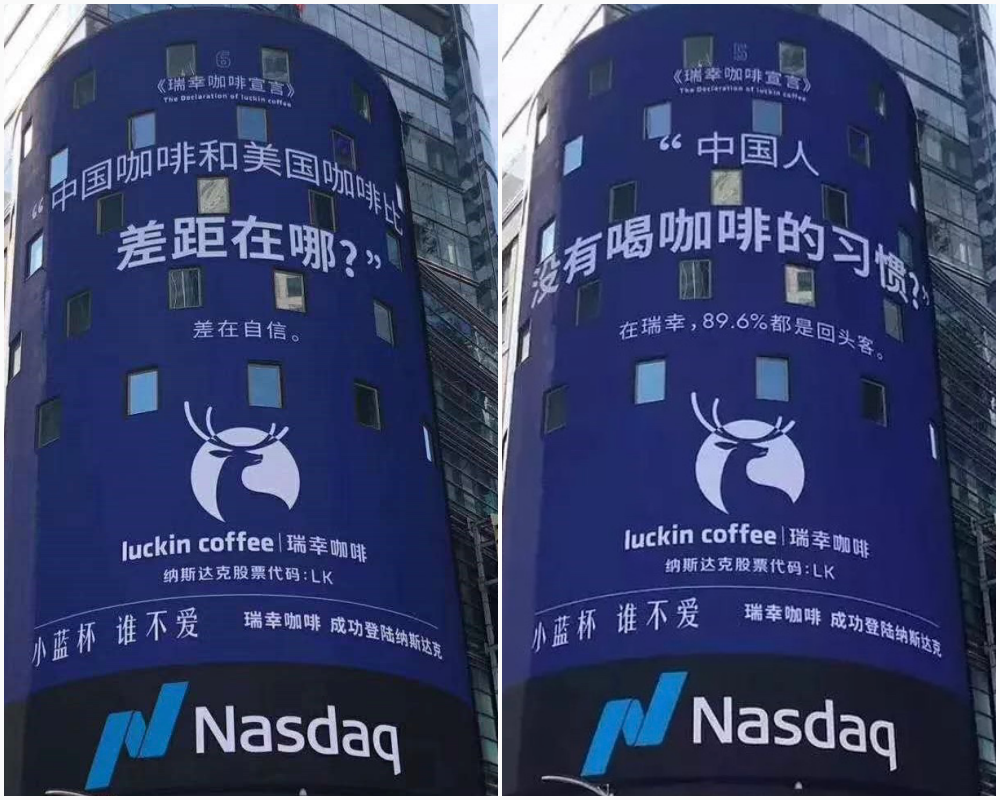 6
《瑞幸咖啡宣言》
The Declaration of luckin coffee
“中国咖啡和美国咖啡比
差距在哪?”
差在自信。
luckin coffee | 瑞幸咖啡
纳斯达克股票代码:LK
小蓝杯 谁不爱 瑞幸咖啡 成功登陆纳斯达克
Nasdaq
5
《瑞幸咖啡宣言》
The Declaration of luckin coffee
“中国人
没有喝咖啡的习惯?”
在瑞幸,89.6%都是回头客。
luckin coffee | 瑞幸咖啡
纳斯达克股票代码:LK
小蓝杯 谁不爱 瑞幸咖啡 成功登陆纳斯达克
Nasdaq